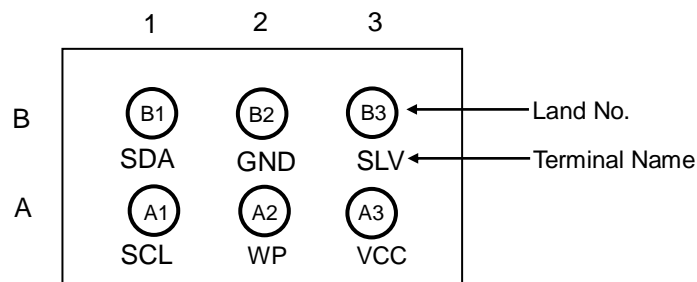 1 2 3
B B1 B2 B3 Land No.
SDA GND SLV Terminal Name
A A1 A2 A3
SCL WP VCC